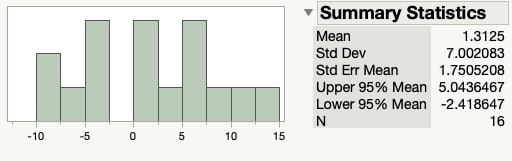 Summary Statistics
Mean 1.3125
Std Dev 7.002083
Std Err Mean 1.7505208
Upper 95% Mean 5.0436467
Lower 95% Mean -2.418647
N 16
-10 -5 0 5 10 15